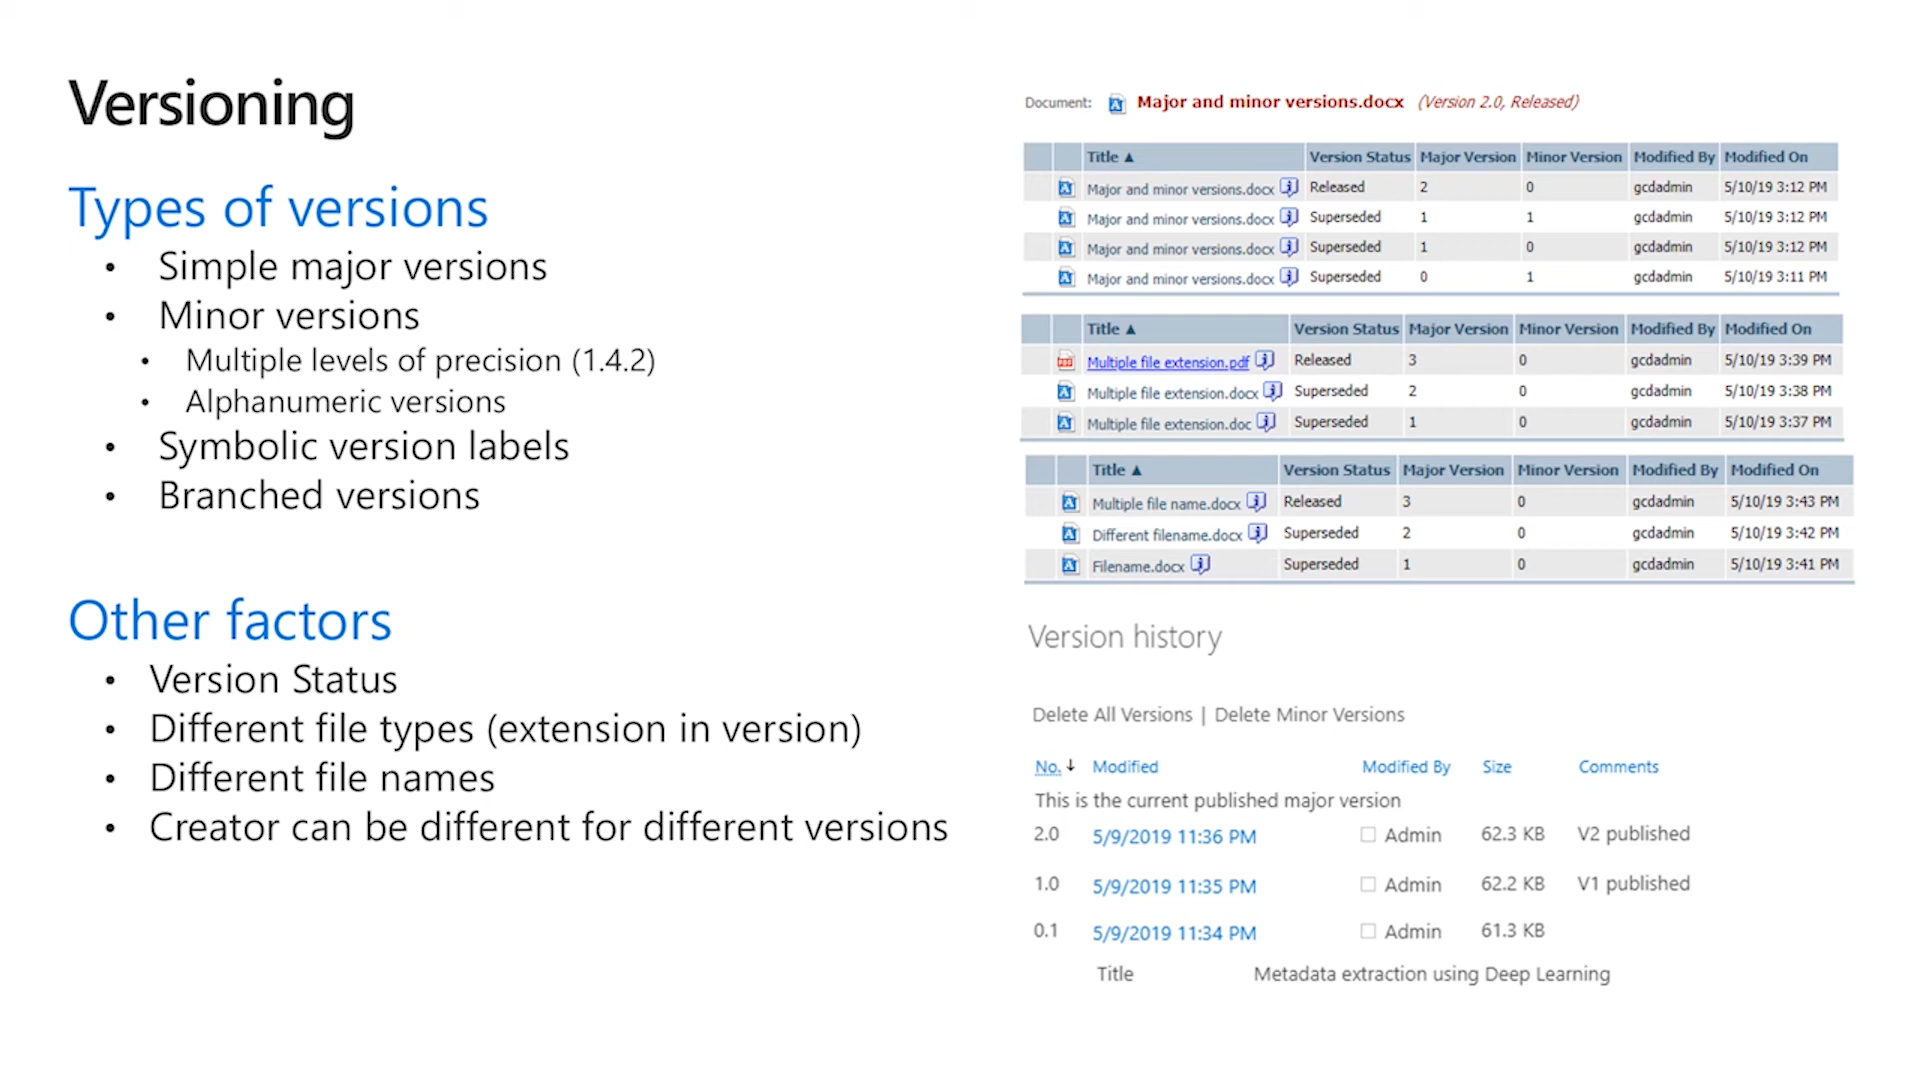 Versioning
Types of versions
• Simple major versions
• Minor versions
• Multiple levels of precision (1.4.2)
• Alphanumeric versions
• Symbolic version labels
• Branched versions
Other factors
• Version Status
• Different file types (extension in version)
• Different file names
• Creator can be different for different versions
Document: Major and minor versions.docx (Version 2.0, Released)
Title ▲ Version Status Major Version Minor Version Modified By Modified On
Major and minor versions.docx Released 2 0 gcdadmin 5/10/19 3:12 PM
Major and minor versions.docx Superseded 1 1 gcdadmin 5/10/19 3:12 PM
Major and minor versions.docx Superseded 1 0 gcdadmin 5/10/19 3:12 PM
Major and minor versions.docx Superseded 0 1 gcdadmin 5/10/19 3:11 PM
Title ▲ Version Status Major Version Minor Version Modified By Modified On
Multiple file extension.pdf Released 3 0 gcdadmin 5/10/19 3:39 PM
Multiple file extension.docx Superseded 2 0 gcdadmin 5/10/19 3:38 PM
Multiple file extension.doc Superseded 1 0 gcdadmin 5/10/19 3:37 PM
Title ▲ Version Status Major Version Minor Version Modified By Modified On
Multiple file name.docx Released 3 0 gcdadmin 5/10/19 3:43 PM
Different filename.docx Superseded 2 0 gcdadmin 5/10/19 3:42 PM
Filename.docx Superseded 1 0 gcdadmin 5/10/19 3:41 PM
Version history
Delete All Versions | Delete Minor Versions
No. ↓ Modified Modified By Size Comments
This is the current published major version
2.0 5/9/2019 11:36 PM Admin 62.3 KB V2 published
1.0 5/9/2019 11:35 PM Admin 62.2 KB V1 published
0.1 5/9/2019 11:34 PM Admin 61.3 KB
Title Metadata extraction using Deep Learning